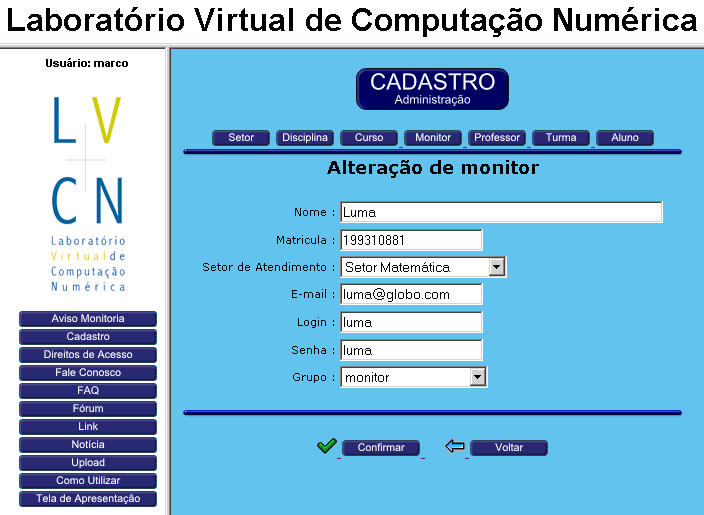 Laboratório Virtual de Computação Numérica
Usuário: marco
L V
C N
Laboratório
Virtual de
Computação
Numérica
Aviso Monitoria
Cadastro
Direitos de Acesso
Fale Conosco
FAQ
Fórum
Link
Notícia
Upload
Como Utilizar
Tela de Apresentação
CADASTRO
Administração
Setor Disciplina Curso Monitor Professor Turma Aluno
Alteração de monitor
Nome : Luma
Matricula : 199310881
Setor de Atendimento : Setor Matemática
E-mail : luma@globo.com
Login : luma
Senha : luma
Grupo : monitor
Confirmar Voltar